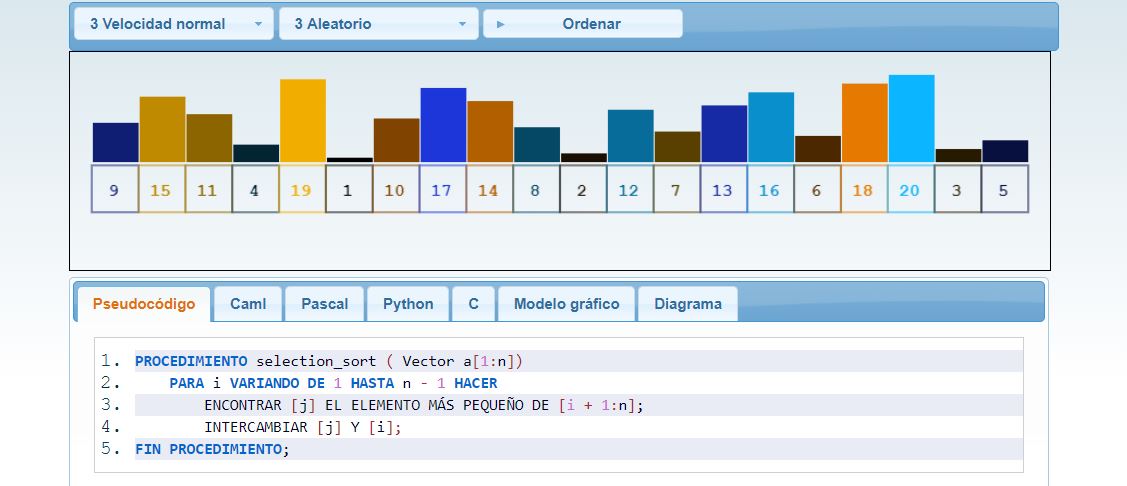 3 Velocidad normal 3 Aleatorio Ordenar
9 15 11 4 19 1 10 17 14 8 2 12 7 13 16 6 18 20 3 5
Pseudocódigo Caml Pascal Python C Modelo gráfico Diagrama
1. PROCEDIMIENTO selection_sort ( Vector a[1:n])
2. PARA i VARIANDO DE 1 HASTA n - 1 HACER
3. ENCONTRAR [j] EL ELEMENTO MÁS PEQUEÑO DE [i + 1:n];
4. INTERCAMBIAR [j] Y [i];
5. FIN PROCEDIMIENTO;